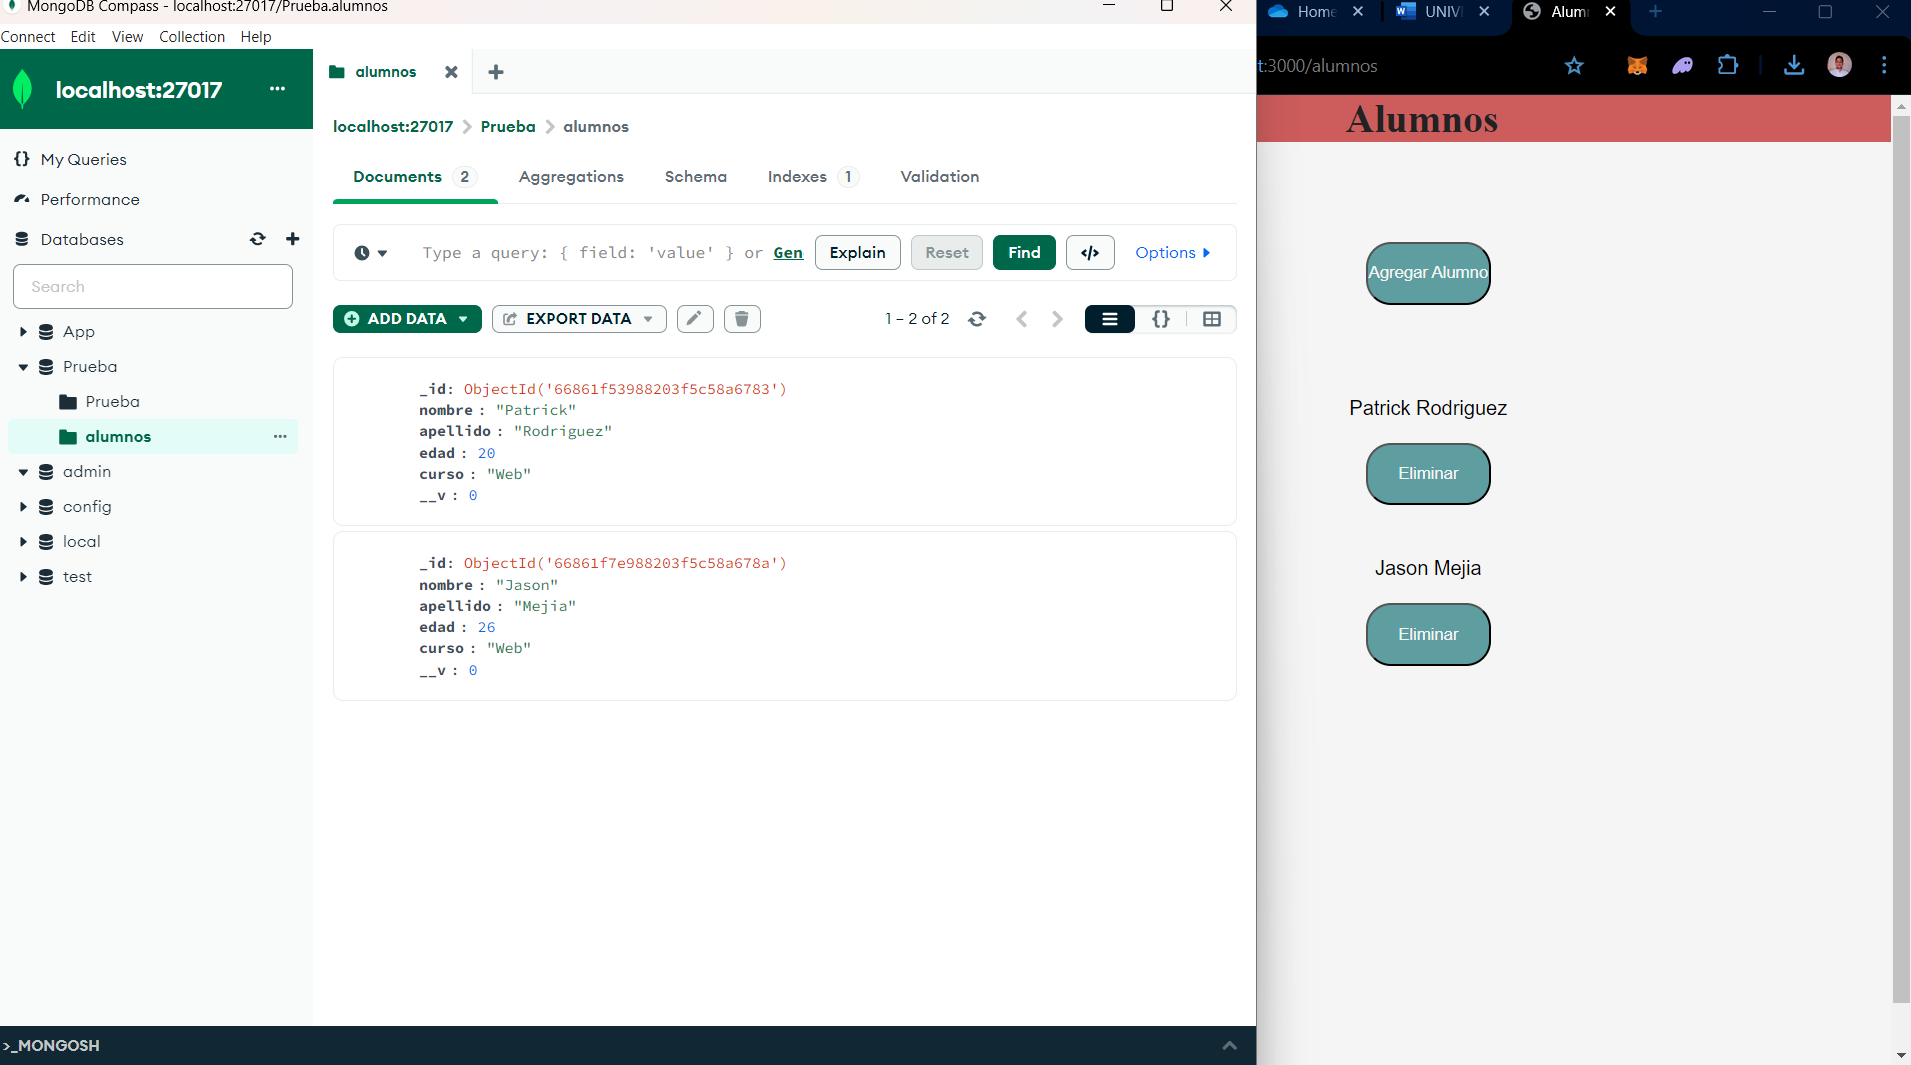 MongoDB Compass - localhost:27017/Prueba.alumnos
Connect Edit View Collection Help
localhost:27017
My Queries
Performance
Databases
Search
App
Prueba
Prueba
alumnos
admin
config
local
test
alumnos
localhost:27017 > Prueba > alumnos
Documents 2 Aggregations Schema Indexes 1 Validation
Type a query: { field: 'value' } or Gen Explain Reset Find </> Options
ADD DATA EXPORT DATA 1 – 2 of 2 {}
_id: ObjectId('66861f53988203f5c58a6783')
nombre : "Patrick"
apellido : "Rodriguez"
edad : 20
curso : "Web"
__v : 0
_id: ObjectId('66861f7e988203f5c58a678a')
nombre : "Jason"
apellido : "Mejia"
edad : 26
curso : "Web"
__v : 0
>_MONGOSH
Home UNIVI Alumn
t:3000/alumnos
Alumnos
Agregar Alumno
Patrick Rodriguez
Eliminar
Jason Mejia
Eliminar